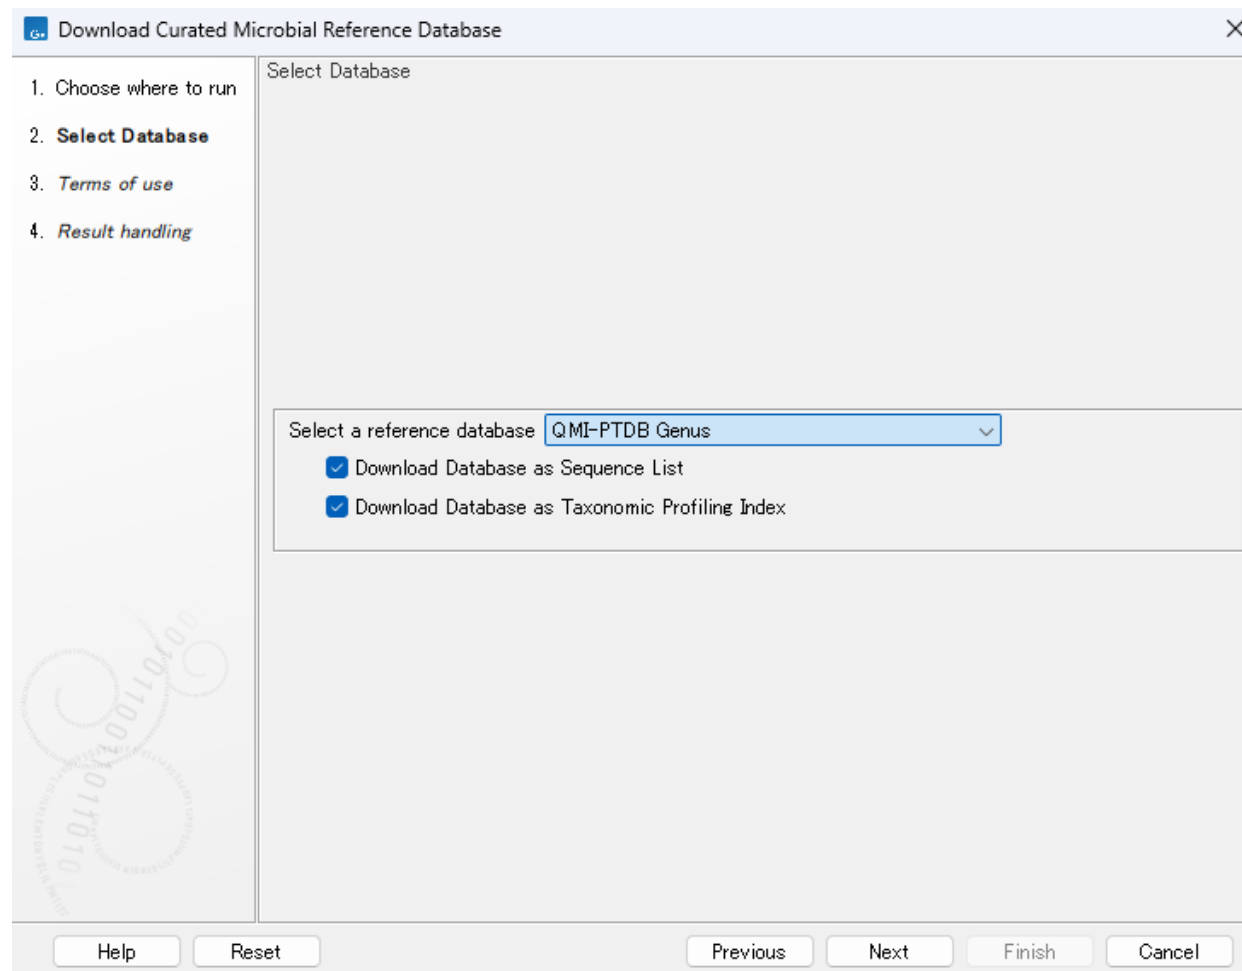 Download Curated Microbial Reference Database
1. Choose where to run
2. Select Database
3. Terms of use
4. Result handling
Select Database
Select a reference database QMI-PTDB Genus
Download Database as Sequence List
Download Database as Taxonomic Profiling Index
Help Reset Previous Next Finish Cancel